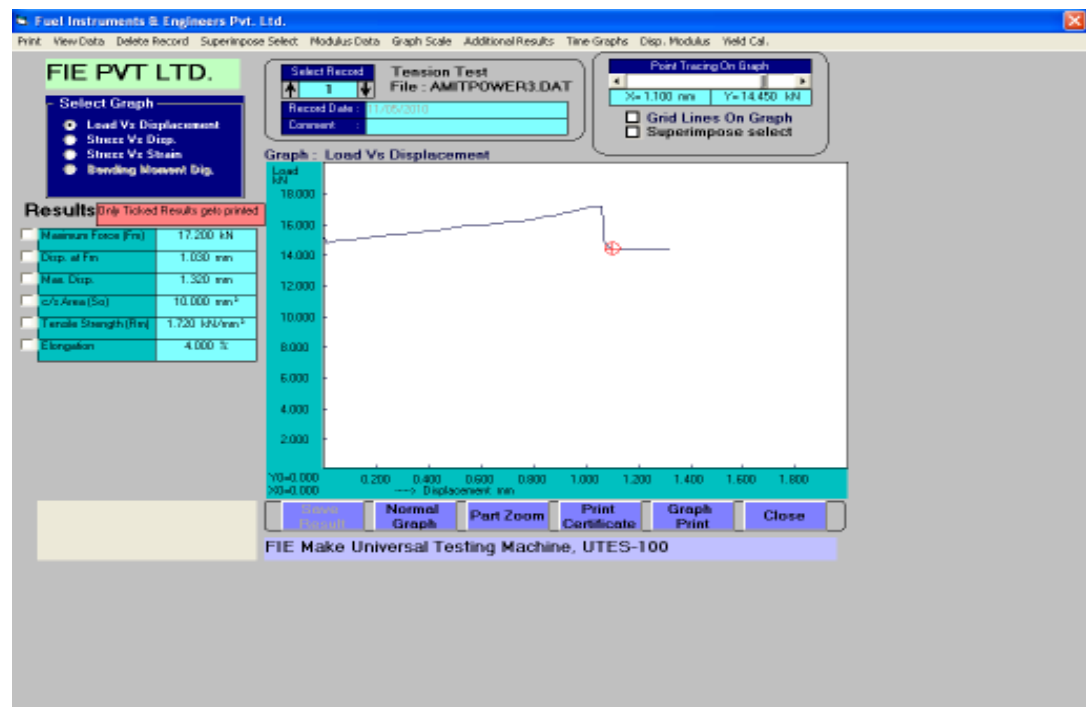 Fuel Instruments & Engineers Pvt. Ltd.
Print View Data Delete Record Superimpose Select Modulus Data Graph Scale Additional Results Time Graphs Disp. Modulus Yield Cal.
FIE PVT LTD.
Select Graph
Load Vs Displacement
Stress Vs Disp.
Stress Vs Strain
Bending Moment Dig.
Select Record
1
Tension Test
File : AMITPOWER3.DAT
Record Date : 11/05/2010
Comment :
Point Tracing On Graph
X= 1.100 mm Y= 14.450 kN
Grid Lines On Graph
Superimpose select
Results Only Ticked Results gets printed
Maximum Force (Fm) 17.200 kN
Disp. at Fm 1.030 mm
Max. Disp. 1.320 mm
c/s Area (So) 10.000 mm²
Tensile Strength (Rm) 1.720 kN/mm²
Elongation 4.000 %
Graph : Load Vs Displacement
Load
kN
18.000
16.000
14.000
12.000
10.000
8.000
6.000
4.000
2.000
Y0=0.000 0.200 0.400 0.600 0.800 1.000 1.200 1.400 1.600 1.800
X0=0.000 ---> Displacement mm
Save Result
Normal Graph
Part Zoom
Print Certificate
Graph Print
Close
FIE Make Universal Testing Machine, UTES-100